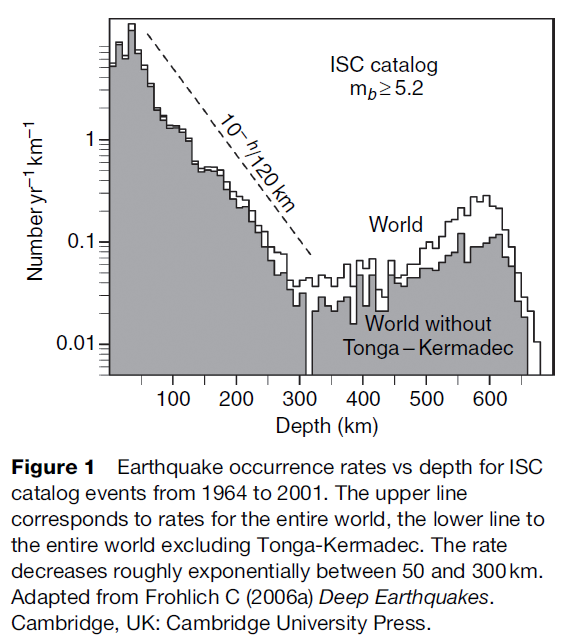 ISC catalog
m_b ≥ 5.2
10^−h/120 km
World
World without
Tonga–Kermadec
Number yr^−1 km^−1
1
0.1
0.01
100 200 300 400 500 600
Depth (km)
Figure 1 Earthquake occurrence rates vs depth for ISC
catalog events from 1964 to 2001. The upper line
corresponds to rates for the entire world, the lower line to
the entire world excluding Tonga-Kermadec. The rate
decreases roughly exponentially between 50 and 300 km.
Adapted from Frohlich C (2006a) Deep Earthquakes.
Cambridge, UK: Cambridge University Press.